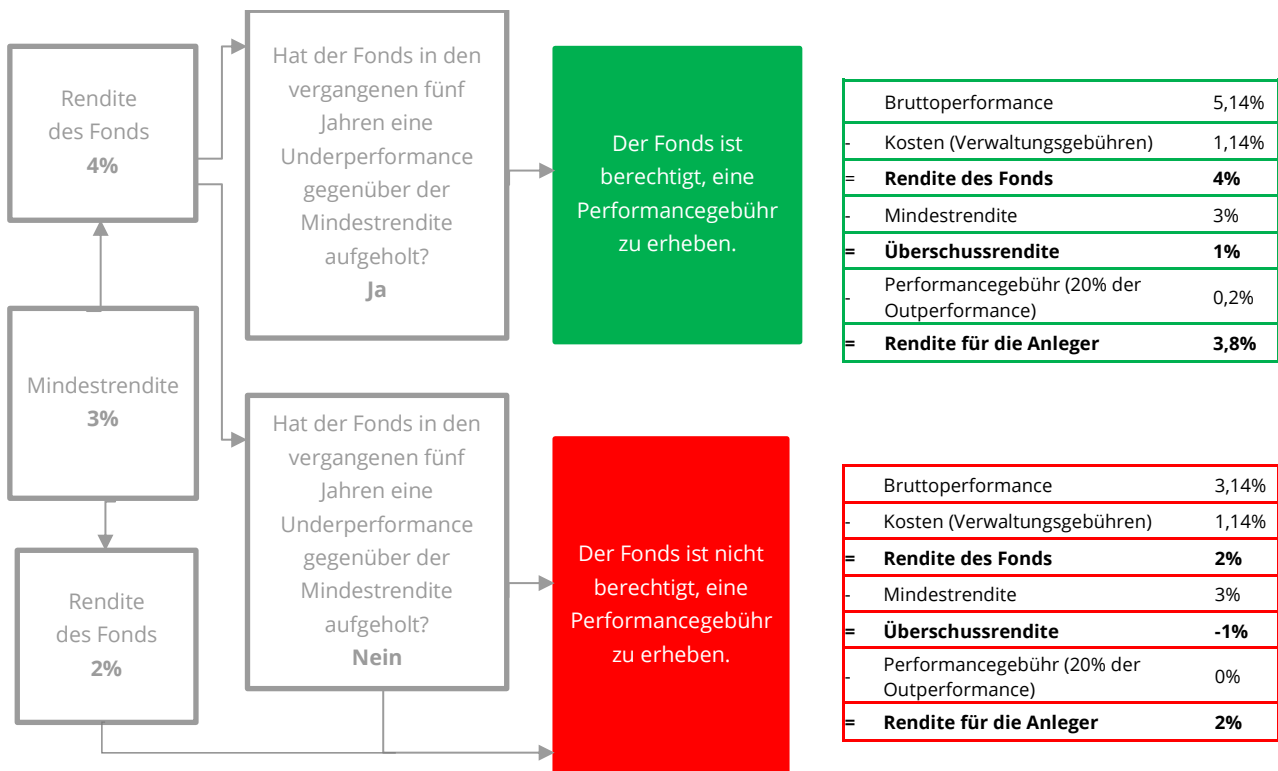 Rendite
des Fonds
4%
Mindestrendite
3%
Rendite
des Fonds
2%
Hat der Fonds in den
vergangenen fünf
Jahren eine
Underperformance
gegenüber der
Mindestrendite
aufgeholt?
Ja
Hat der Fonds in den
vergangenen fünf
Jahren eine
Underperformance
gegenüber der
Mindestrendite
aufgeholt?
Nein
Der Fonds ist
berechtigt, eine
Performancegebühr
zu erheben.
Der Fonds ist nicht
berechtigt, eine
Performancegebühr
zu erheben.
Bruttoperformance 5,14%
- Kosten (Verwaltungsgebühren) 1,14%
= Rendite des Fonds 4%
- Mindestrendite 3%
= Überschussrendite 1%
- Performancegebühr (20% der
Outperformance) 0,2%
= Rendite für die Anleger 3,8%
Bruttoperformance 3,14%
- Kosten (Verwaltungsgebühren) 1,14%
= Rendite des Fonds 2%
- Mindestrendite 3%
= Überschussrendite -1%
- Performancegebühr (20% der
Outperformance) 0%
= Rendite für die Anleger 2%